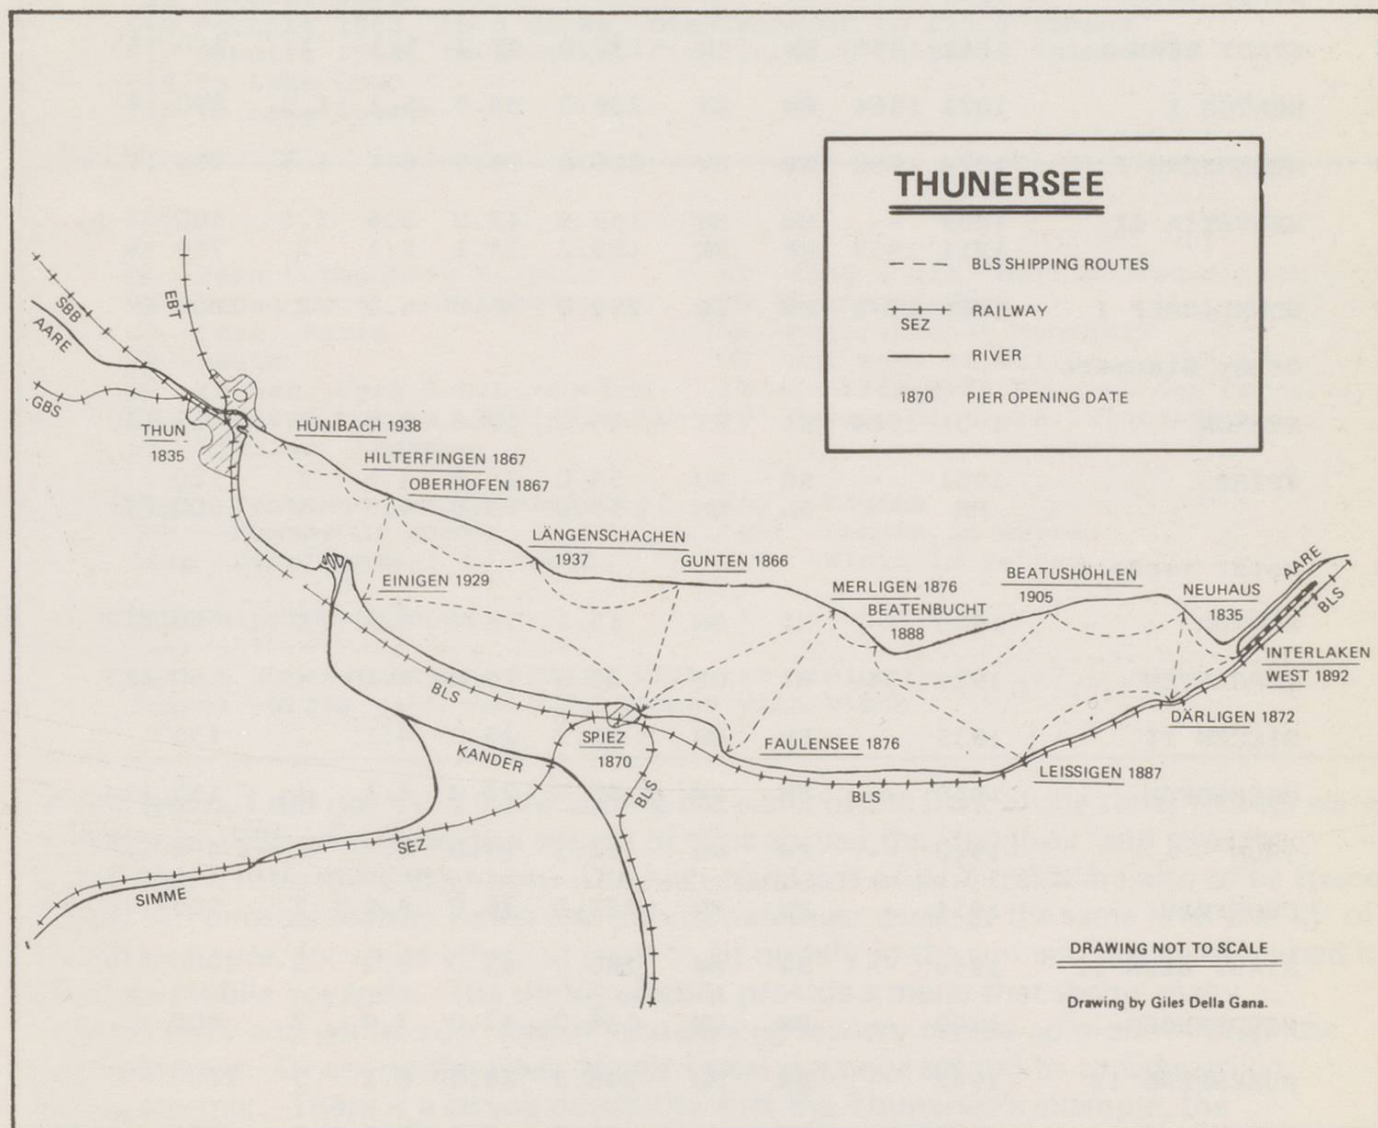 THUNERSEE
BLS SHIPPING ROUTES
SEZ
RAILWAY
RIVER
1870 PIER OPENING DATE
SBB
EBT
AARE
GBS
THUN
1835
HÜNIBACH 1938
HILTERFINGEN 1867
OBERHOFEN 1867
LÄNGENSCHACHEN
1937
GUNTEN 1866
EINIGEN 1929
MERLIGEN 1876
BEATENBUCHT
1888
BEATUSHÖHLEN
1905
NEUHAUS
1835
AARE
BLS
INTERLAKEN
WEST 1892
DÄRLIGEN 1872
LEISSIGEN 1887
FAULENSEE 1876
BLS
SPIEZ
1870
BLS
BLS
KANDER
SEZ
SIMME
DRAWING NOT TO SCALE
Drawing by Giles Della Gana.